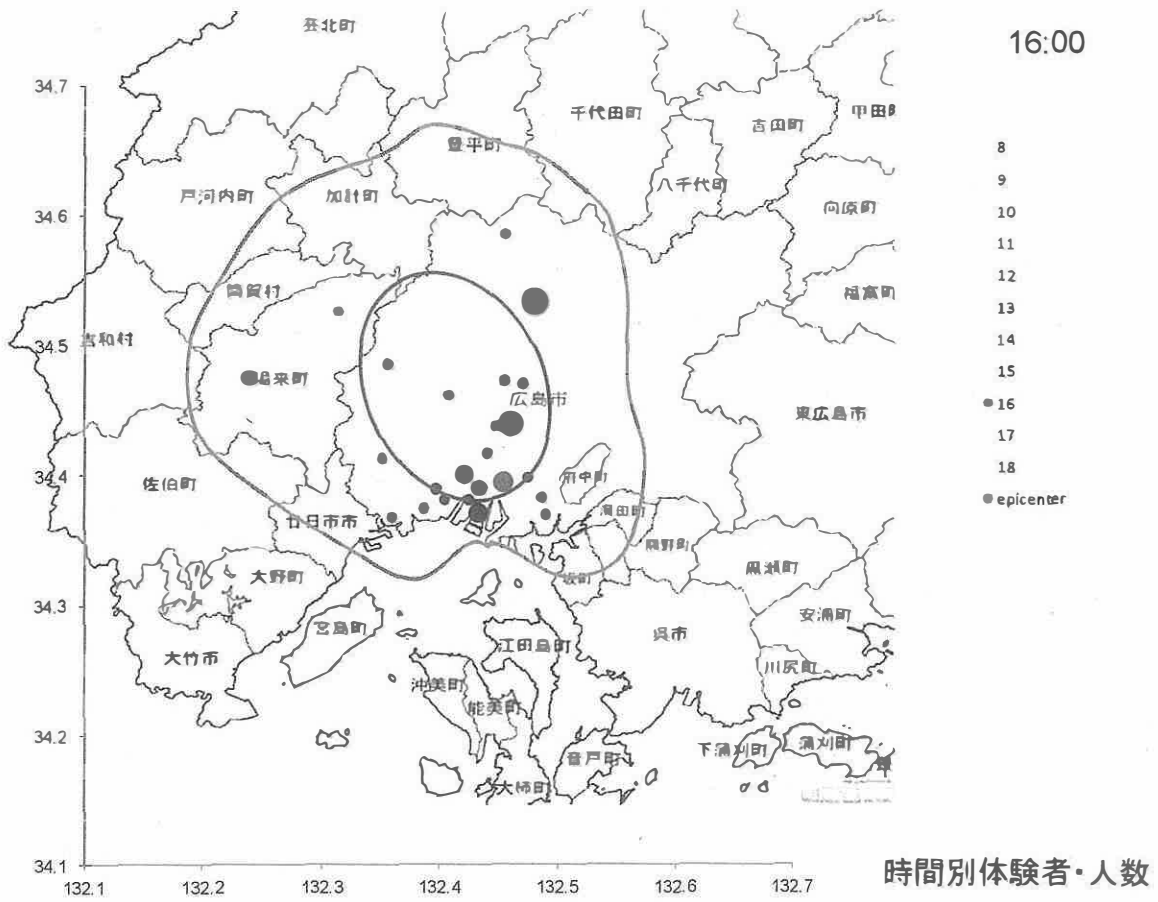 芸北町
16:00
34.7
千代田町
吉田町
豊平町
8
戸河内町
加計町
八千代町
9
34.6
向原町
10
11
筒賀村
福富町
12
13
吉和村
34.5
14
湯来町
15
広島市
東広島市
16
17
34.4
佐伯町
府中町
18
廿日市市
海田町
epicenter
熊野町
大野町
坂町
黒瀬町
34.3
宮島町
安浦町
呉市
大竹市
江田島町
川尻町
沖美町
能美町
34.2
下蒲刈町
蒲刈町
音戸町
大柿町
34.1
132.1
132.2
132.3
132.4
132.5
132.6
132.7
時間別体験者・人数